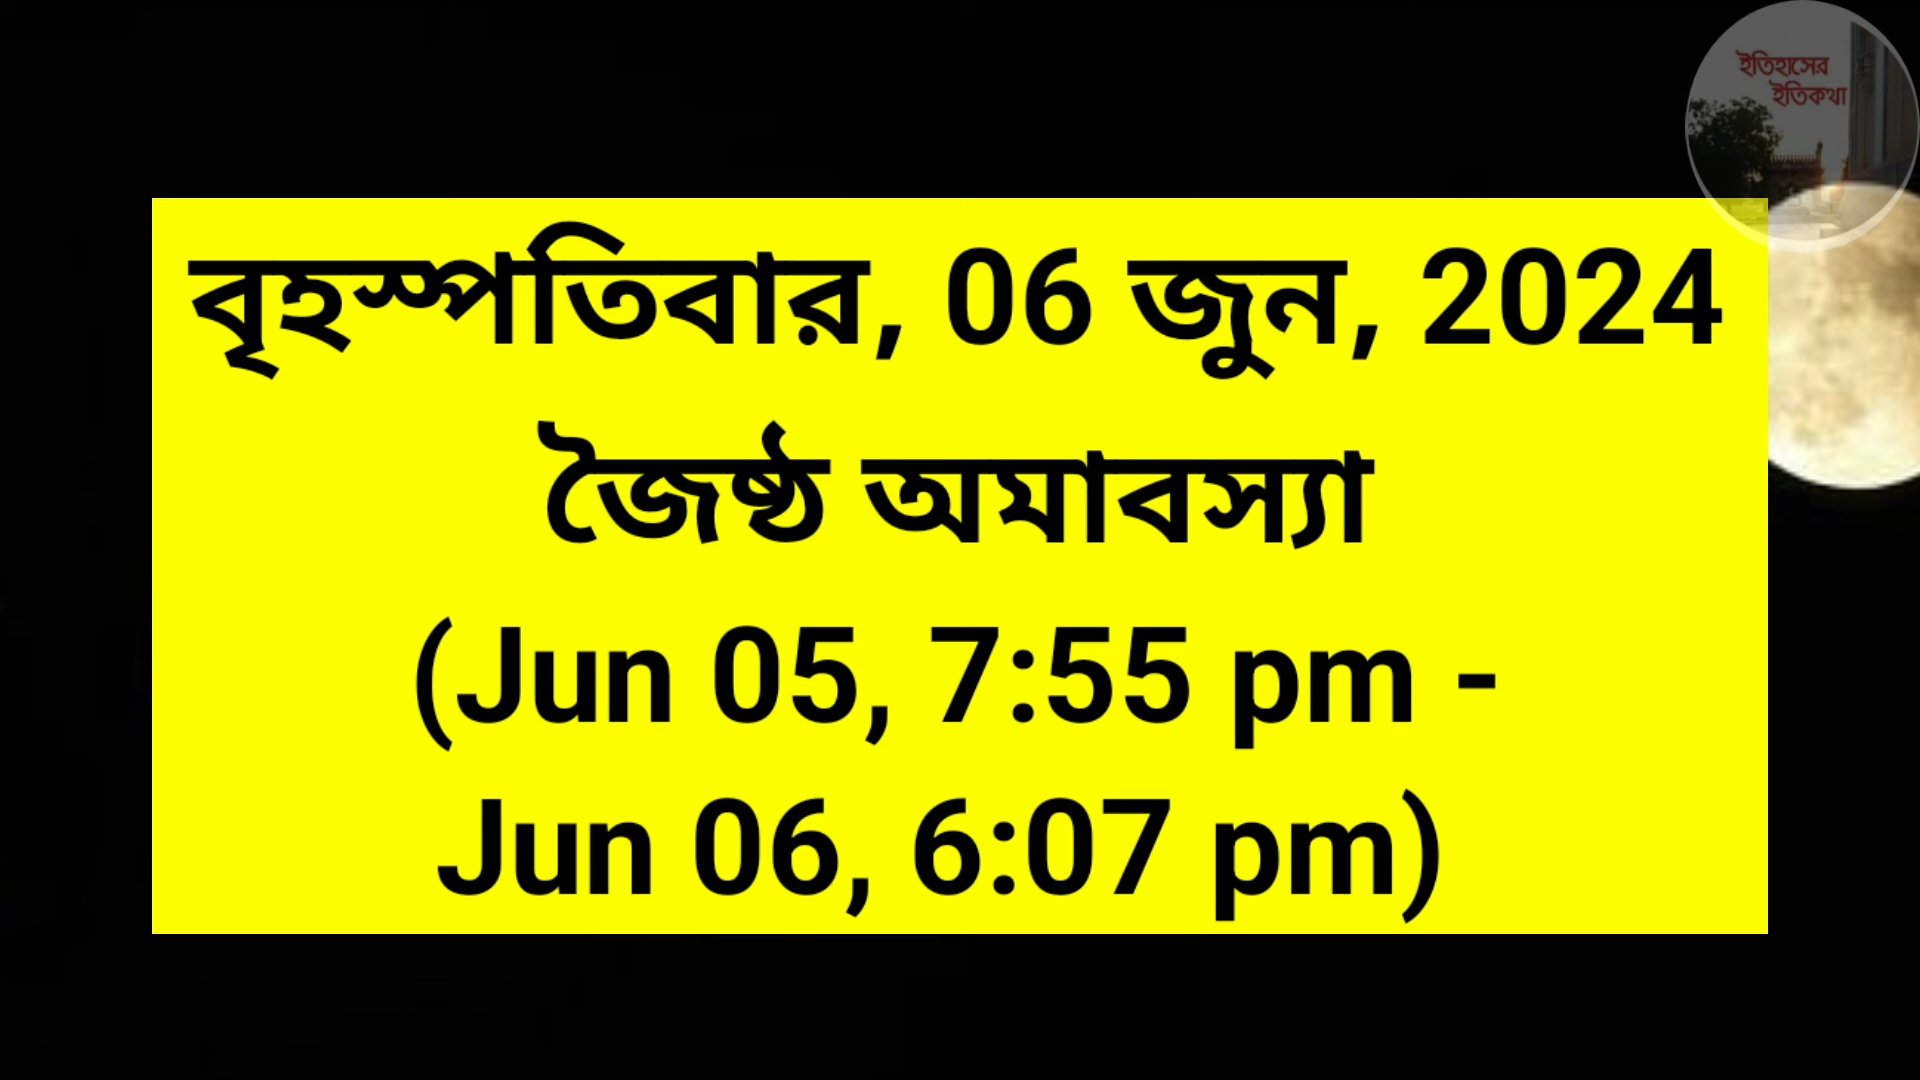 ইতিহাসের
ইতিকথা
বৃহস্পতিবার, 06 জুন, 2024
জৈষ্ঠ অমাবস্যা
(Jun 05, 7:55 pm -
Jun 06, 6:07 pm)